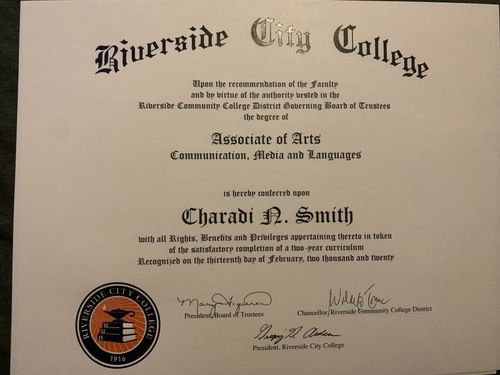 Riverside City College
Upon the recommendation of the Faculty
and by virtue of the authority vested in the
Riverside Community College District Governing Board of Trustees
the degree of
Associate of Arts
Communication, Media and Languages
is hereby conferred upon
Charadi N. Smith
with all Rights, Benefits and Privileges appertaining thereto in token
of the satisfactory completion of a two-year curriculum
Recognized on the thirteenth day of February, two thousand and twenty
President, Board of Trustees
Chancellor, Riverside Community College District
President, Riverside City College
RIVERSIDE CITY COLLEGE
1916